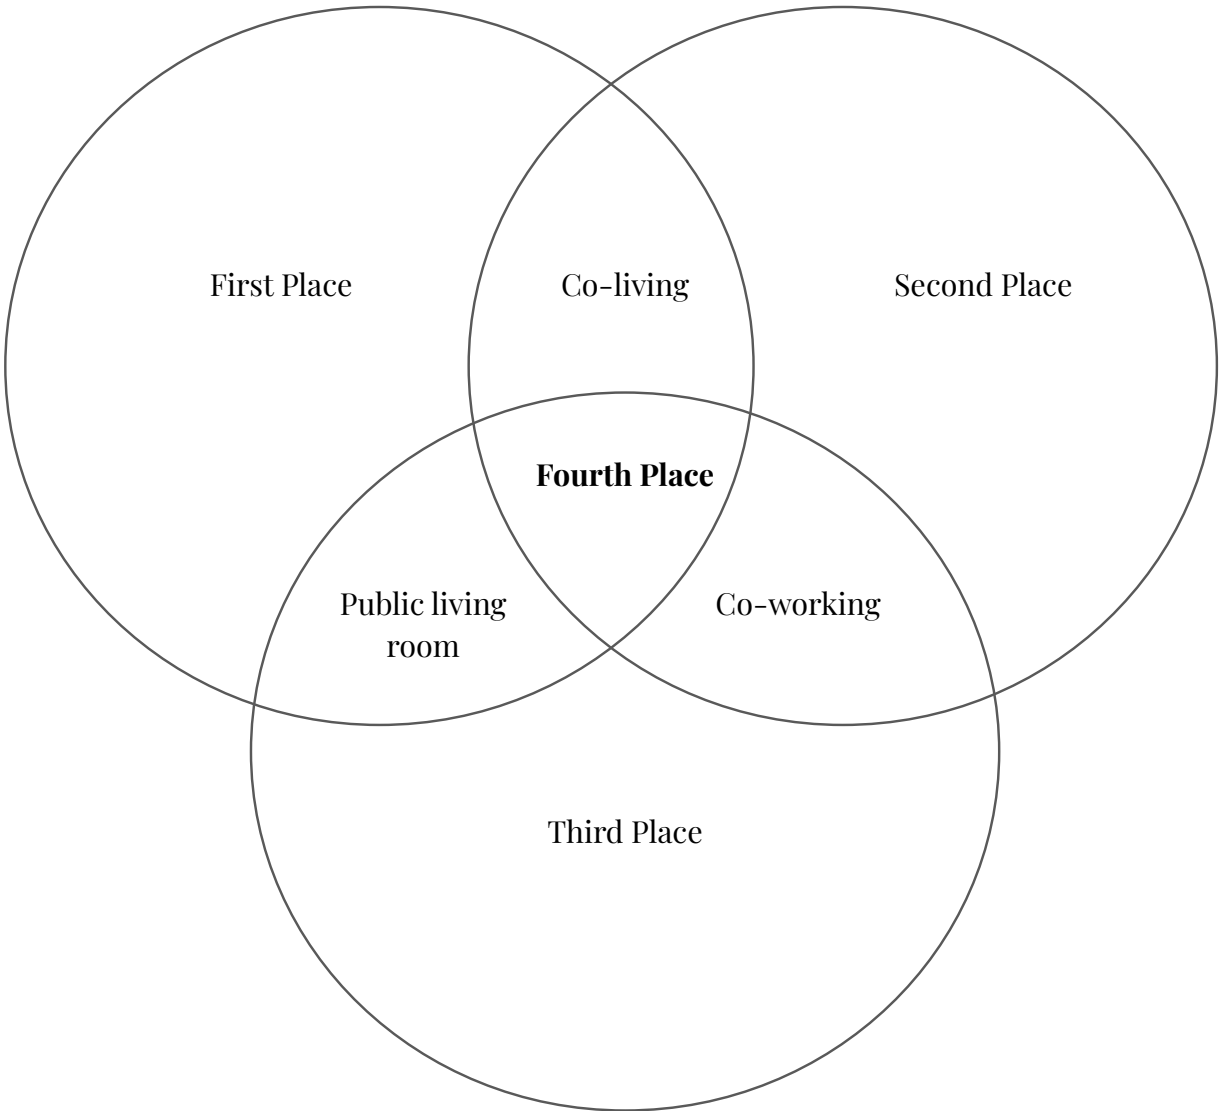 First Place
Co-living
Second Place
Fourth Place
Public living
room
Co-working
Third Place